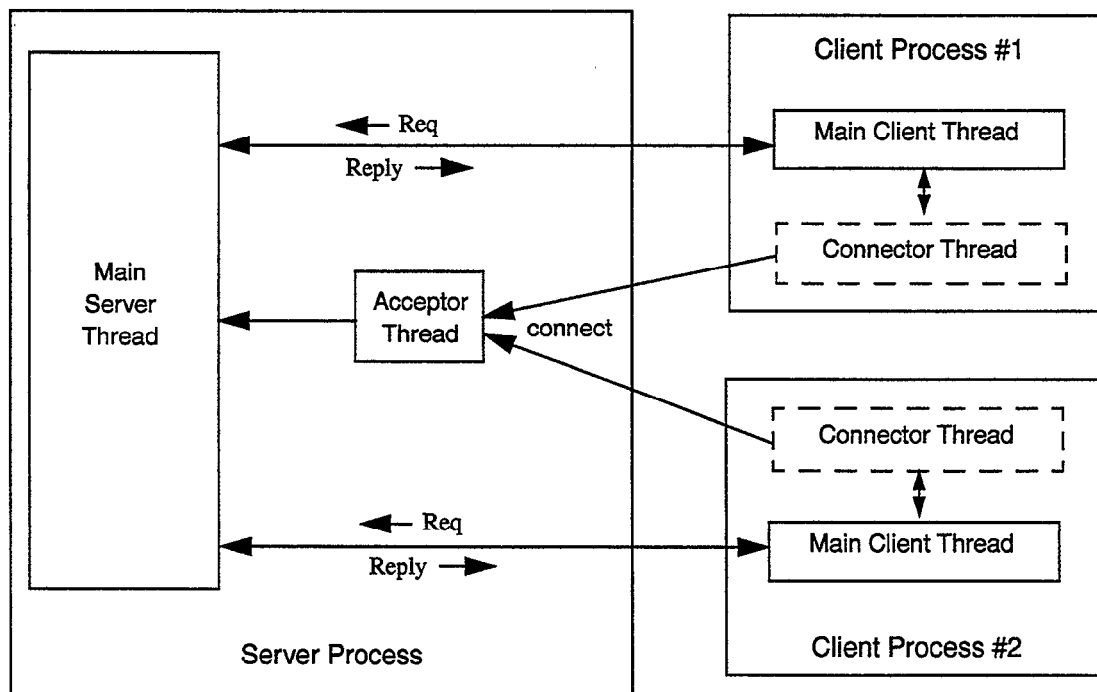 Client Process #1
Req
Main Client Thread
Reply
Connector Thread
Main
Server
Thread
Acceptor
Thread
connect
Connector Thread
Req
Main Client Thread
Reply
Server Process
Client Process #2